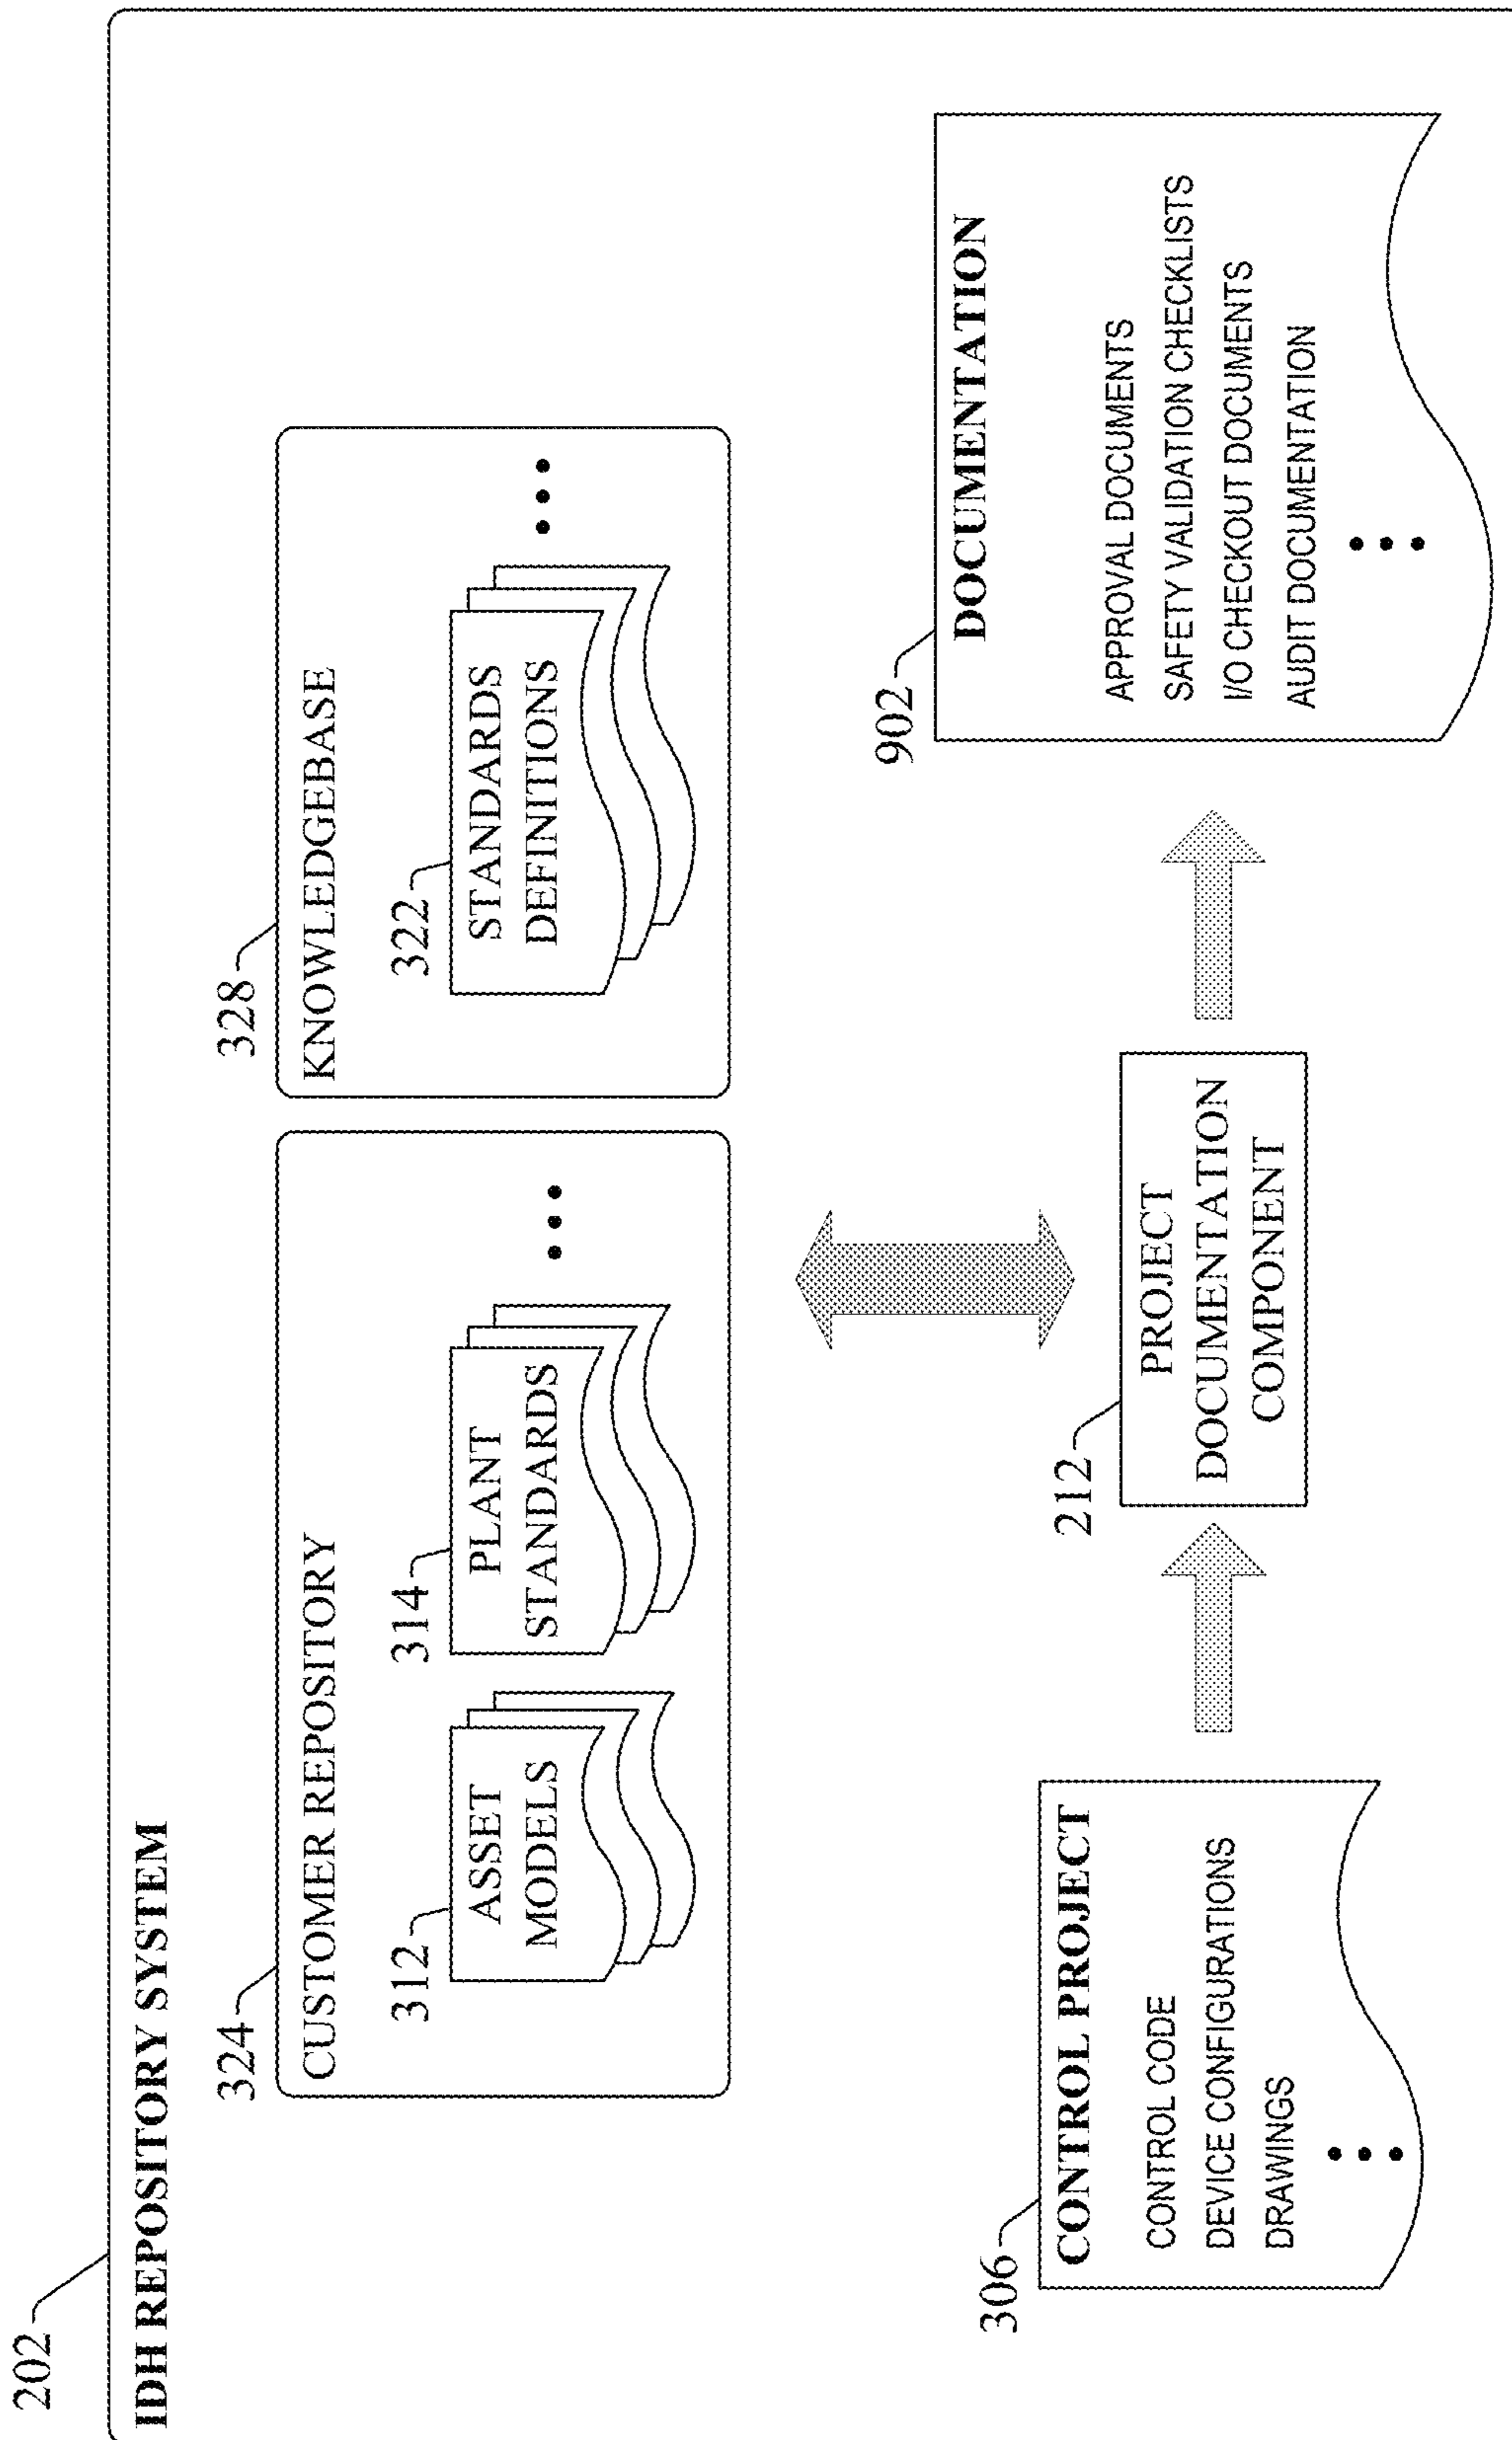 202
IDH REPOSITORY SYSTEM
324
CUSTOMER REPOSITORY
312
ASSET
MODELS
314
PLANT
STANDARDS
328
KNOWLEDGEBASE
322
STANDARDS
DEFINITIONS
306
CONTROL PROJECT
CONTROL CODE
DEVICE CONFIGURATIONS
DRAWINGS
212
PROJECT
DOCUMENTATION
COMPONENT
902
DOCUMENTATION
APPROVAL DOCUMENTS
SAFETY VALIDATION CHECKLISTS
I/O CHECKOUT DOCUMENTS
AUDIT DOCUMENTATION